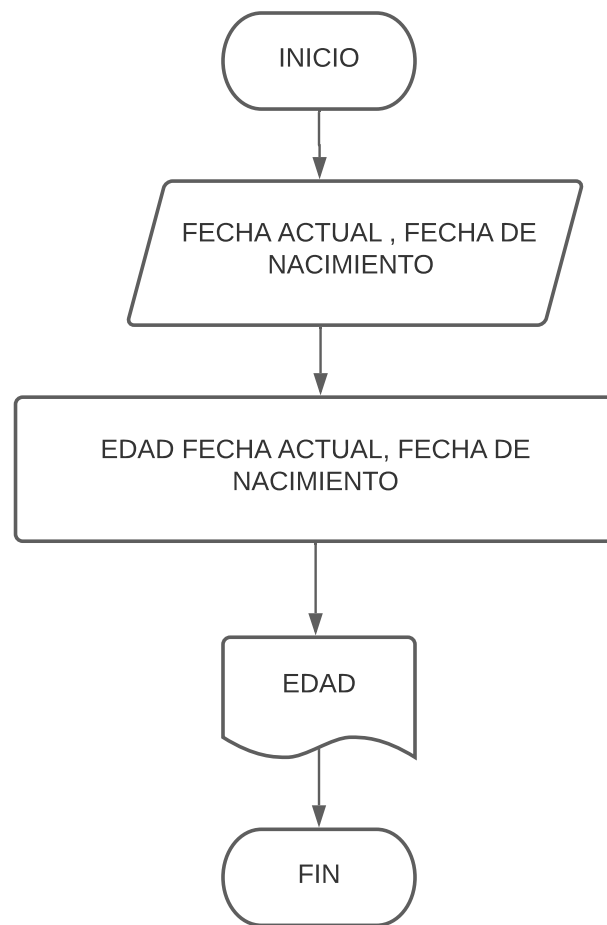 INICIO
FECHA ACTUAL , FECHA DE
NACIMIENTO
EDAD FECHA ACTUAL, FECHA DE
NACIMIENTO
EDAD
FIN